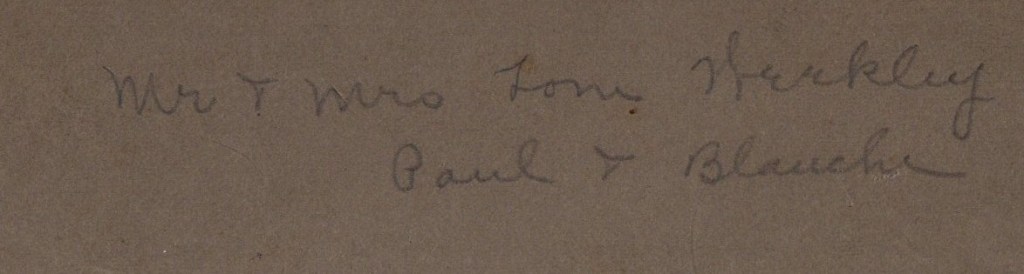 Mr & Mrs Tom Weekley
Paul & Blanche